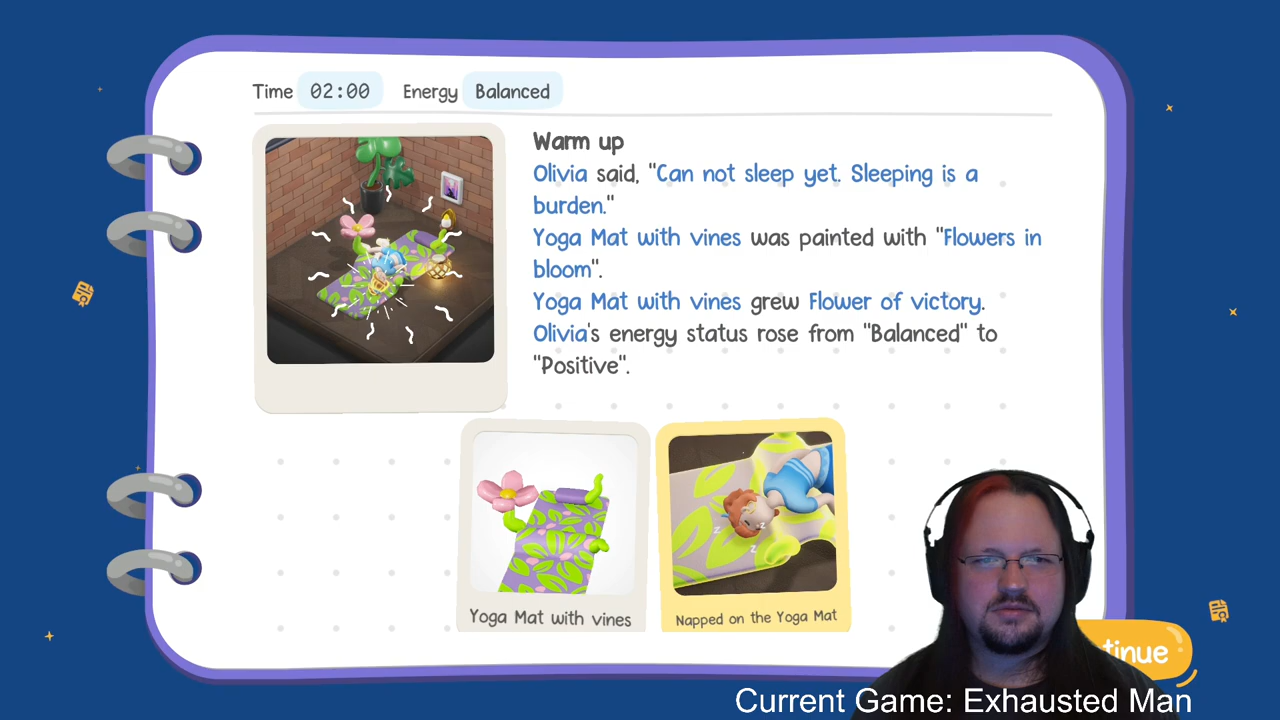 Time 02:00 Energy Balanced
Warm up
Olivia said, "Can not sleep yet. Sleeping is a
burden."
Yoga Mat with vines was painted with "Flowers in
bloom".
Yoga Mat with vines grew Flower of victory.
Olivia's energy status rose from "Balanced" to
"Positive".
Yoga Mat with vines
Napped on the Yoga Mat
tinue
Current Game: Exhausted Man